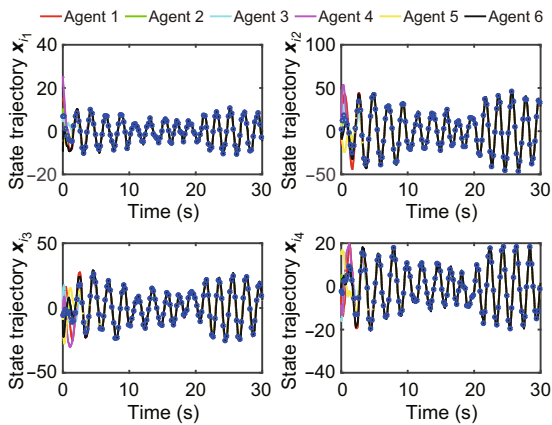 Agent 1 Agent 2 Agent 3 Agent 4 Agent 5 Agent 6
State trajectory x_i1
40
20
0
−20
0 10 20 30
Time (s)
State trajectory x_i2
100
50
0
−50
0 10 20 30
Time (s)
State trajectory x_i3
50
0
−50
0 10 20 30
Time (s)
State trajectory x_i4
20
0
−20
−40
0 10 20 30
Time (s)